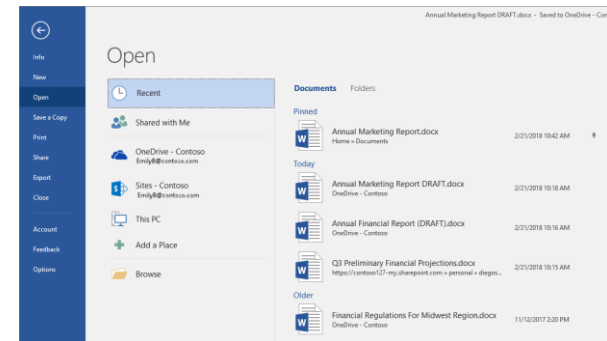 Annual Marketing Report DRAFT.docx - Saved to OneDrive - Con
Info
New
Open
Save a Copy
Print
Share
Export
Close
Account
Feedback
Options
Open
Recent
Shared with Me
OneDrive - Contoso
EmilyB@contoso.com
Sites - Contoso
EmilyB@contoso.com
This PC
Add a Place
Browse
Documents Folders
Pinned
Annual Marketing Report.docx 2/21/2018 10:42 AM
Home » Documents
Today
Annual Marketing Report DRAFT.docx 2/21/2018 10:18 AM
OneDrive - Contoso
Annual Financial Report (DRAFT).docx 2/21/2018 10:16 AM
OneDrive - Contoso
Q3 Preliminary Financial Projections.docx 2/21/2018 10:15 AM
https://contoso127-my.sharepoint.com » personal » diegos...
Older
Financial Regulations For Midwest Region.docx 11/12/2017 2:20 PM
OneDrive - Contoso